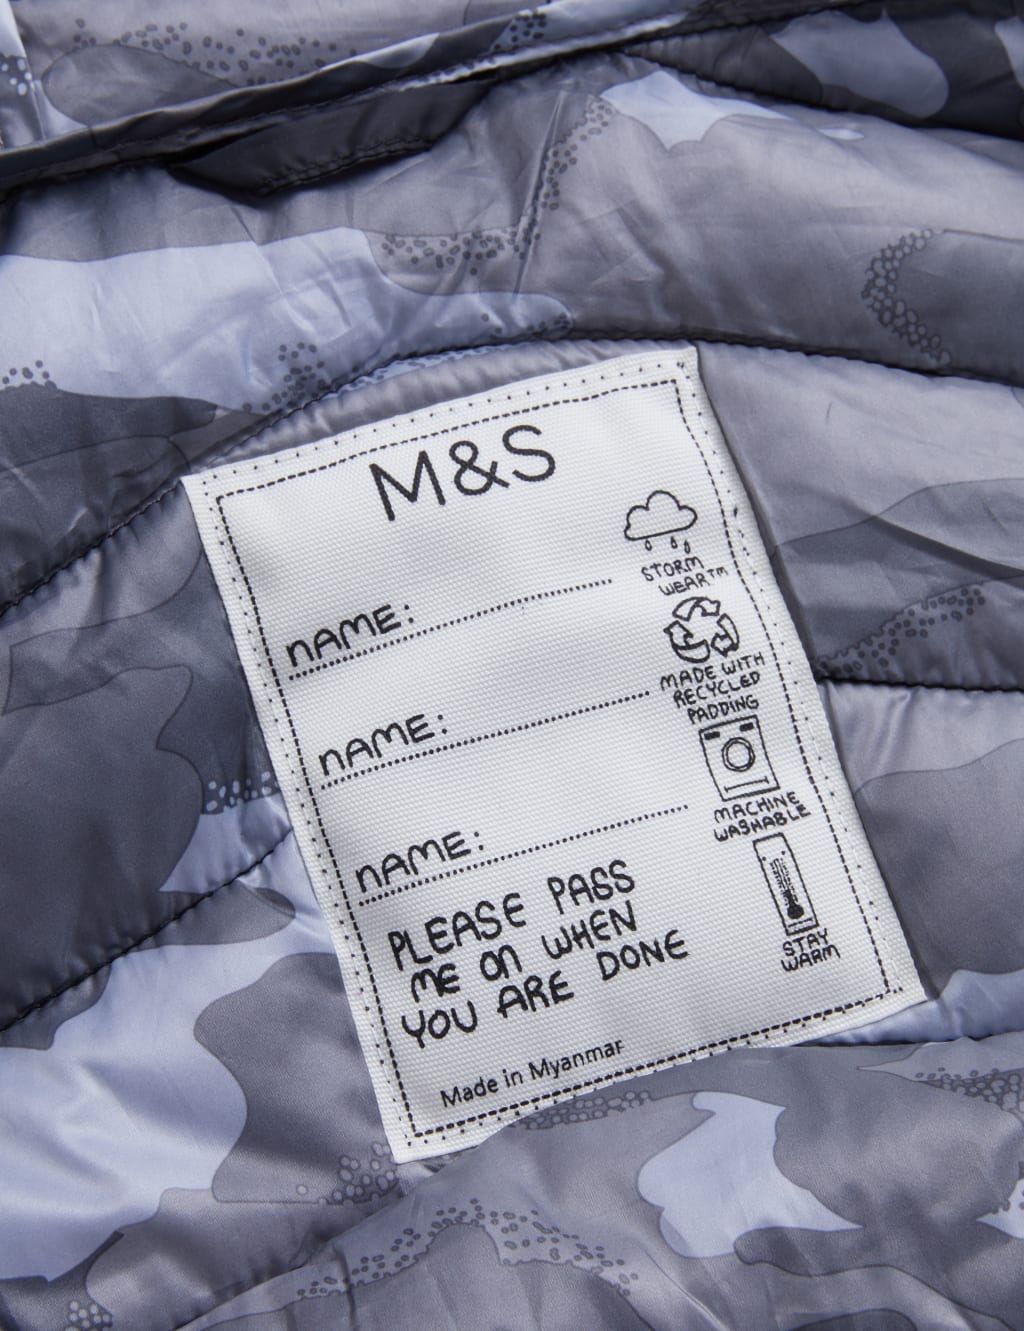 M&S
NAME:
NAME:
NAME:
PLEASE PASS
ME ON WHEN
YOU ARE DONE
Made in Myanmar
STORM
WEAR™
MADE WITH
RECYCLED
PADDING
MACHINE
WASHABLE
STAY
WARM